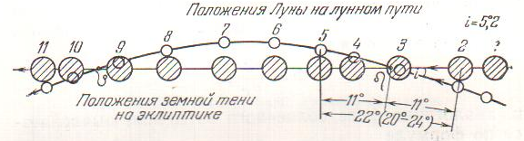 Положения Луны на лунном пути
i=5°,2
11 10 9 8 7 6 5 4 3 2 ?
☋ ☊ i
Положения земной тени
на эклиптике
11° 11°
22° (20°-24°)